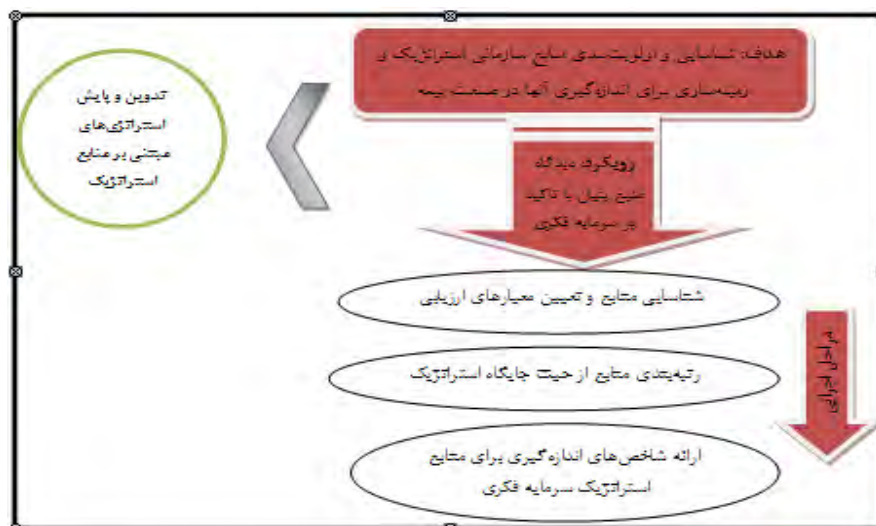 هدف: شناسایی و اولویت‌بندی منابع سازمانی استراتژیک و
زمینه‌سازی برای اندازه‌گیری آنها در صنعت بیمه
رویکرد: دیدگاه
منبع بنیان با تاکید
بر سرمایه فکری
تدوین و پایش
استراتژی‌های
مبتنی بر منابع
استراتژیک
شناسایی منابع و تعیین معیارهای ارزیابی
رتبه‌بندی منابع از حیث جایگاه استراتژیک
ارائه شاخص‌های اندازه‌گیری برای منابع
استراتژیک سرمایه فکری
مراحل اجرایی